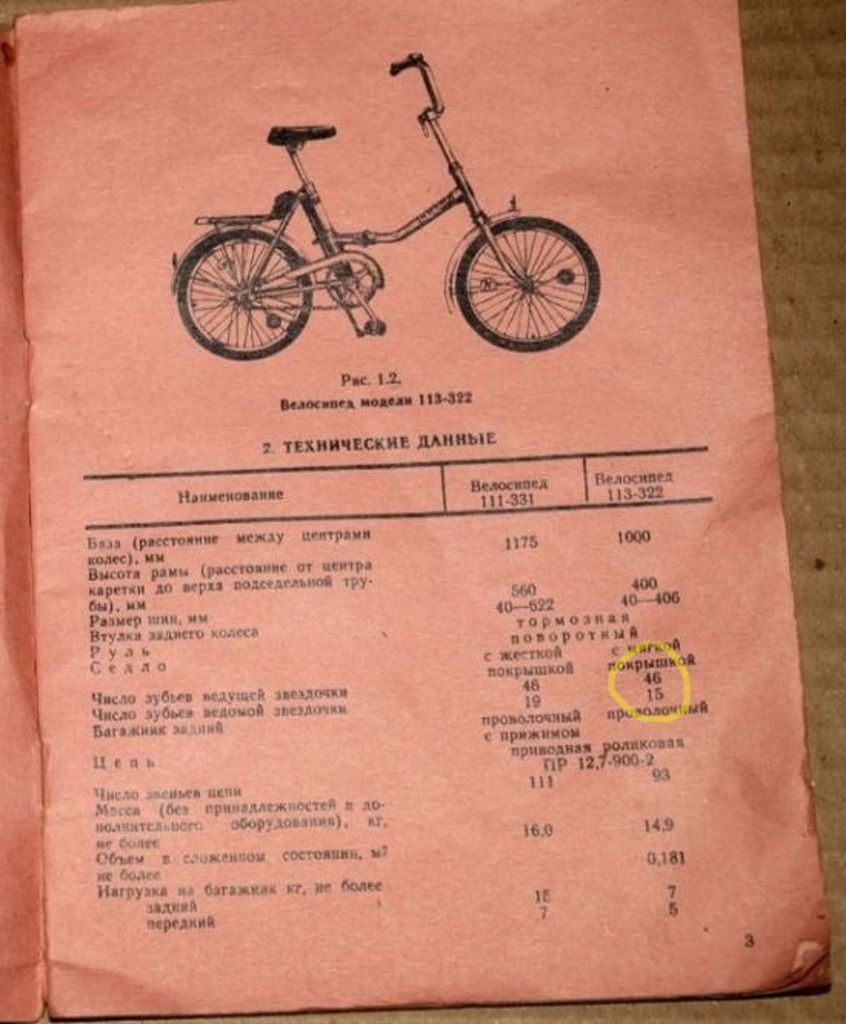 Рис. 1.2.
Велосипед модели 113-322
2. ТЕХНИЧЕСКИЕ ДАННЫЕ
Наименование Велосипед 111-331 Велосипед 113-322
База (расстояние между центрами
колес), мм 1175 1000
Высота рамы (расстояние от центра
каретки до верха подседельной тру-
бы), мм 560 400
Размер шин, мм 40—622 40—406
Втулки заднего колеса тормозная
Руль поворотный
Седло с жесткой покрышкой с мягкой покрышкой
Число зубьев ведущей звездочки 48 46
Число зубьев ведомой звездочки 19 15
Багажник задний проволочный с прижимом проволочный
Цепь приводная роликовая
ПР 12,7-900-2
Число звеньев цепи 111 93
Масса (без принадлежностей и до-
полнительного оборудования), кг,
не более 16,0 14,9
Объем в сложенном состоянии, м³
не более 0,181
Нагрузка на багажник кг, не более
задний 15 7
передний 7 5
3